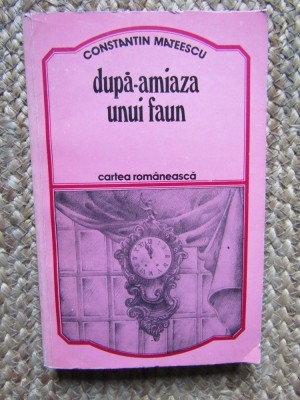 CONSTANTIN MATEESCU
după-amiaza
unui faun
cartea românească